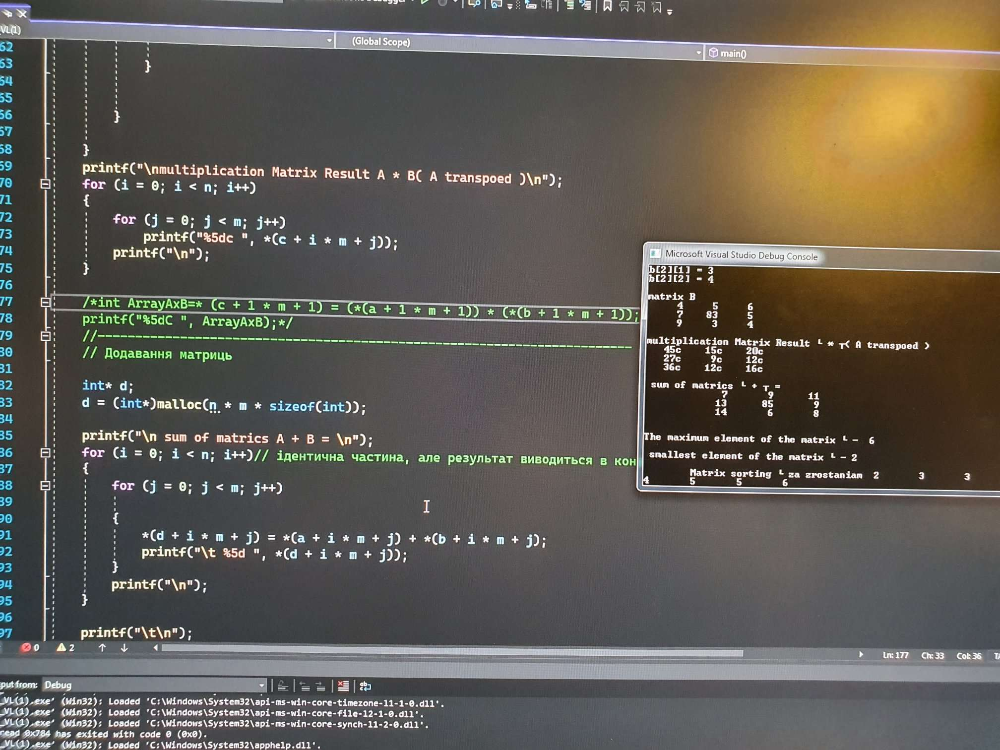 VL(1)
(Global Scope)
main()
62
63 }
64
65
66 }
67
68 }
69 printf("\nmultiplication Matrix Result A * B( A transpoed )\n");
70 for (i = 0; i < n; i++)
71 {
72 for (j = 0; j < m; j++)
73 printf("%5dc ", *(c + i * m + j));
74 printf("\n");
75 }
76
77 /*int ArrayAxB=* (c + 1 * m + 1) = (*(a + 1 * m + 1)) * (*(b + 1 * m + 1));
78 printf("%5dC ", ArrayAxB);*/
79 //------------------------------------------------------------------------
80 // Додавання матриць
81
82 int* d;
83 d = (int*)malloc(n * m * sizeof(int));
84
85 printf("\n sum of matrics A + B = \n");
86 for (i = 0; i < n; i++)// ідентична частина, але результат виводиться в кон
87 {
88 for (j = 0; j < m; j++)
89
90 {
91 *(d + i * m + j) = *(a + i * m + j) + *(b + i * m + j);
92 printf("\t %5d ", *(d + i * m + j));
93 }
94 printf("\n");
95 }
96
97 printf("\t\n");
Microsoft Visual Studio Debug Console
b[2][1] = 3
b[2][2] = 4
matrix B
4 5 6
7 83 5
9 3 4
multiplication Matrix Result └ * ┬( A transpoed )
45c 15c 20c
27c 9c 12c
36c 12c 16c
sum of matrics └ + ┬ =
7 9 11
13 85 9
14 6 8
The maximum element of the matrix └ - 6
smallest element of the matrix └ - 2
Matrix sorting └ za zrostaniam 2 3 3
4 5 5 6
0 2
Ln: 177 Ch: 33 Col: 36
put from: Debug
_VL(1).exe' (Win32): Loaded 'C:\Windows\System32\api-ms-win-core-timezone-l1-1-0.dll'.
_VL(1).exe' (Win32): Loaded 'C:\Windows\System32\api-ms-win-core-file-l2-1-0.dll'.
_VL(1).exe' (Win32): Loaded 'C:\Windows\System32\api-ms-win-core-synch-l1-2-0.dll'.
read 0x784 has exited with code 0 (0x0).
_VL(1).exe' (Win32): Loaded 'C:\Windows\System32\apphelp.dll'.